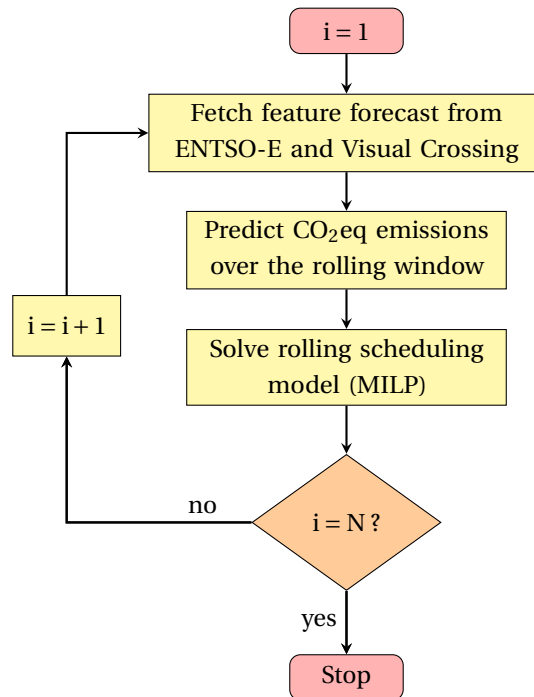 i = 1
Fetch feature forecast from
ENTSO-E and Visual Crossing
Predict CO₂eq emissions
over the rolling window
i = i + 1
Solve rolling scheduling
model (MILP)
no
i = N ?
yes
Stop